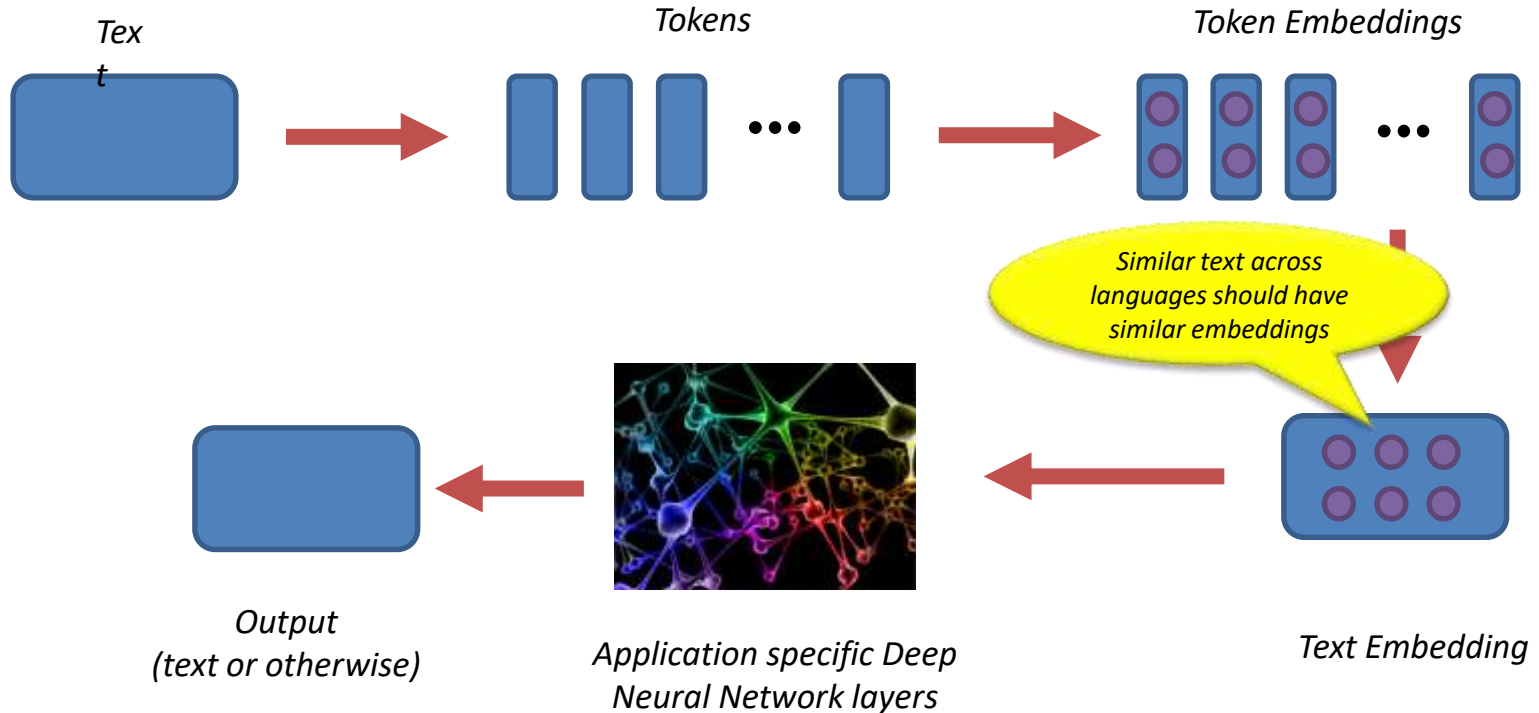 Tex
t
Tokens
Token Embeddings
•••
•••
Similar text across
languages should have
similar embeddings
Output
(text or otherwise)
Application specific Deep
Neural Network layers
Text Embedding